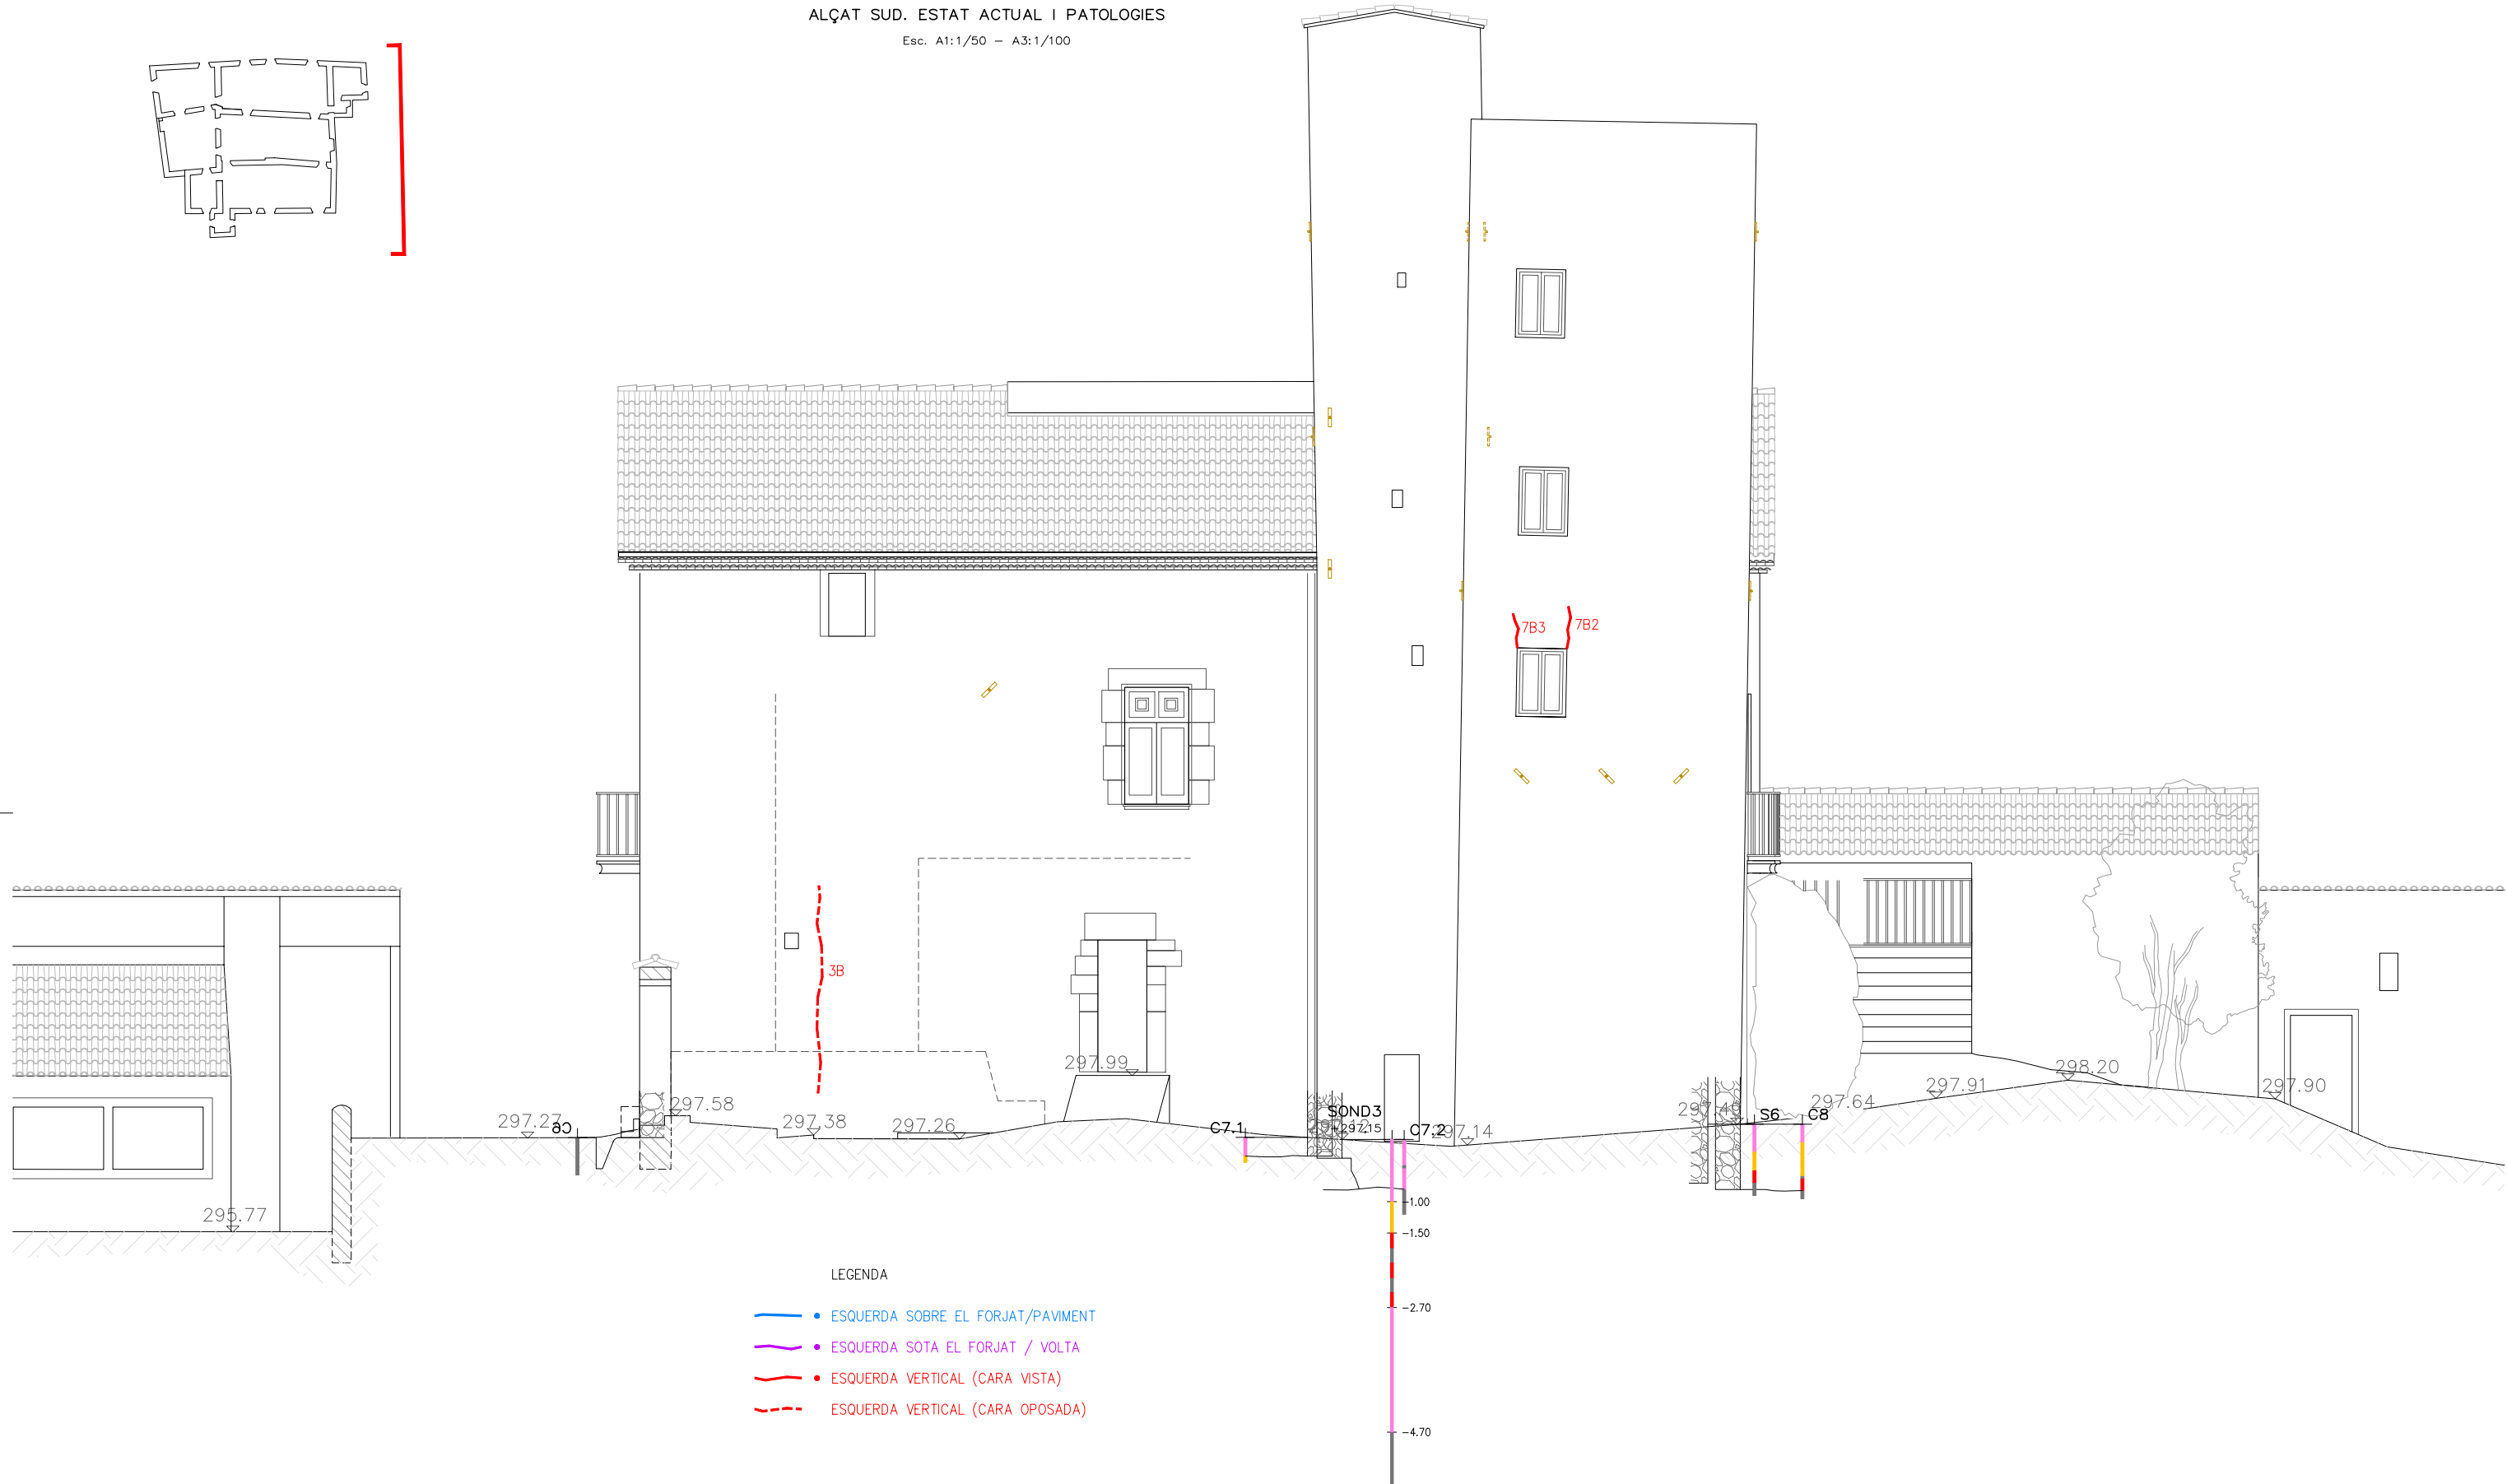 ALÇAT SUD. ESTAT ACTUAL I PATOLOGIES
Esc. A1:1/50 – A3:1/100
7B3
7B2
3B
297.99
298.20
297.91
297.90
297.58
297.64
297.27
C6
297.38
297.26
C7.1
SOND3
+297.15
C7.2
297.14
S6
C8
295.77
-1.00
-1.50
-2.70
-4.70
LEGENDA
ESQUERDA SOBRE EL FORJAT/PAVIMENT
ESQUERDA SOTA EL FORJAT / VOLTA
ESQUERDA VERTICAL (CARA VISTA)
ESQUERDA VERTICAL (CARA OPOSADA)